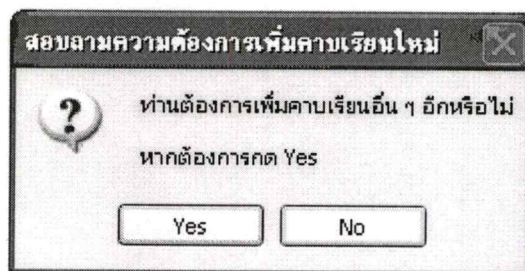 สอบถามความต้องการเพิ่มคาบเรียนใหม่
ท่านต้องการเพิ่มคาบเรียนอื่น ๆ อีกหรือไม่
หากต้องการกด Yes
Yes
No